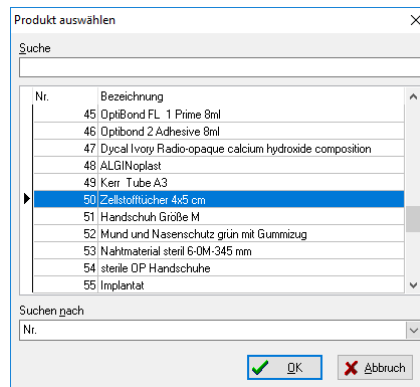 Produkt auswählen
Suche
Nr. Bezeichnung
45 OptiBond FL 1 Prime 8ml
46 Optibond 2 Adhesive 8ml
47 Dycal Ivory Radio-opaque calcium hydroxide composition
48 ALGINoplast
49 Kerr Tube A3
50 Zellstofftücher 4x5 cm
51 Handschuh Größe M
52 Mund und Nasenschutz grün mit Gummizug
53 Nahtmaterial steril 6-0M-345 mm
54 sterile OP Handschuhe
55 Implantat
Suchen nach
Nr.
OK Abbruch